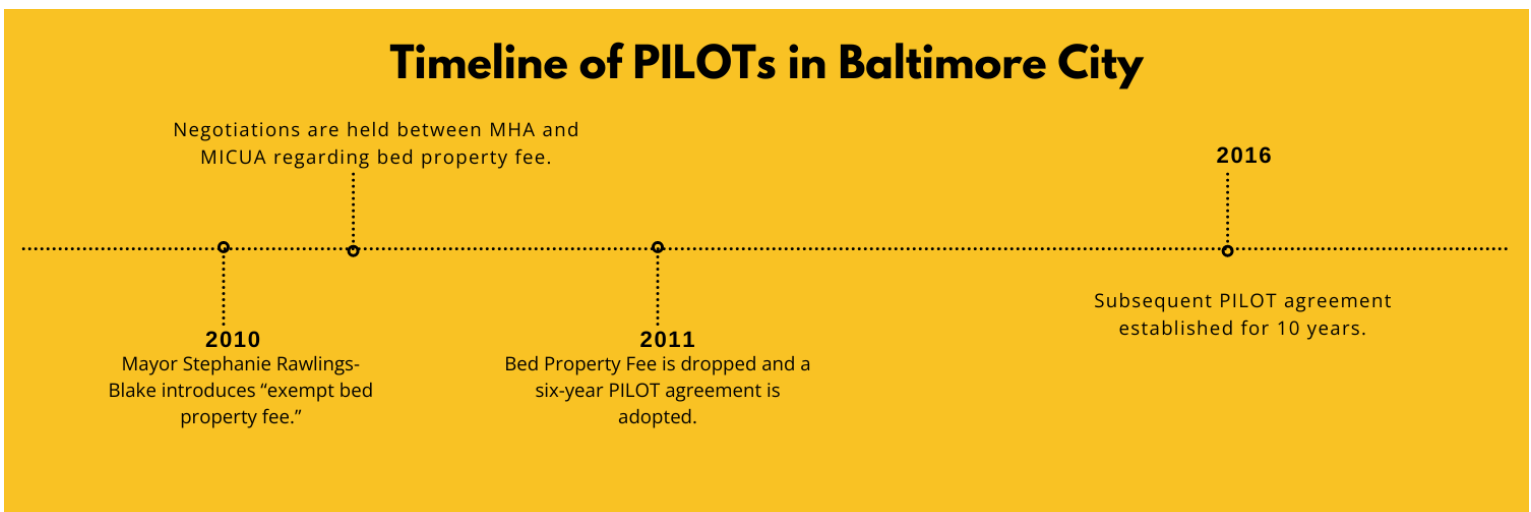 Timeline of PILOTs in Baltimore City
Negotiations are held between MHA and
MICUA regarding bed property fee.
2016
2010
Mayor Stephanie Rawlings-
Blake introduces “exempt bed
property fee.”
2011
Bed Property Fee is dropped and a
six-year PILOT agreement is
adopted.
Subsequent PILOT agreement
established for 10 years.